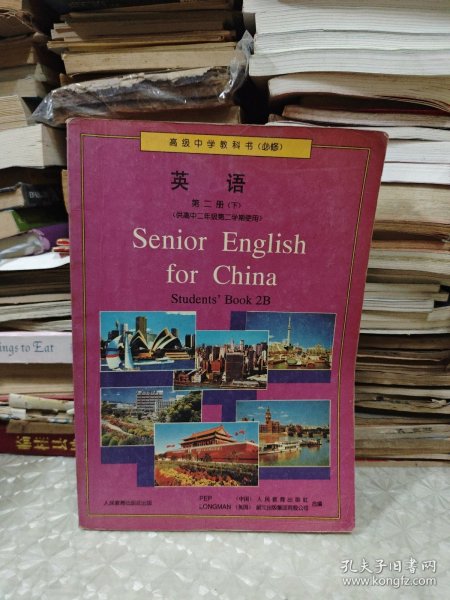 高级中学教科书（必修）
英 语
第二册（下）
（供高中二年级第二学期使用）
Senior English
for China
Students' Book 2B
ings to Eat
人民教育出版社出版
PEP （中国）人民教育出版社
LONGMAN （英国）朗文出版集团有限公司
合编
孔夫子旧书网
www.kongfz.com